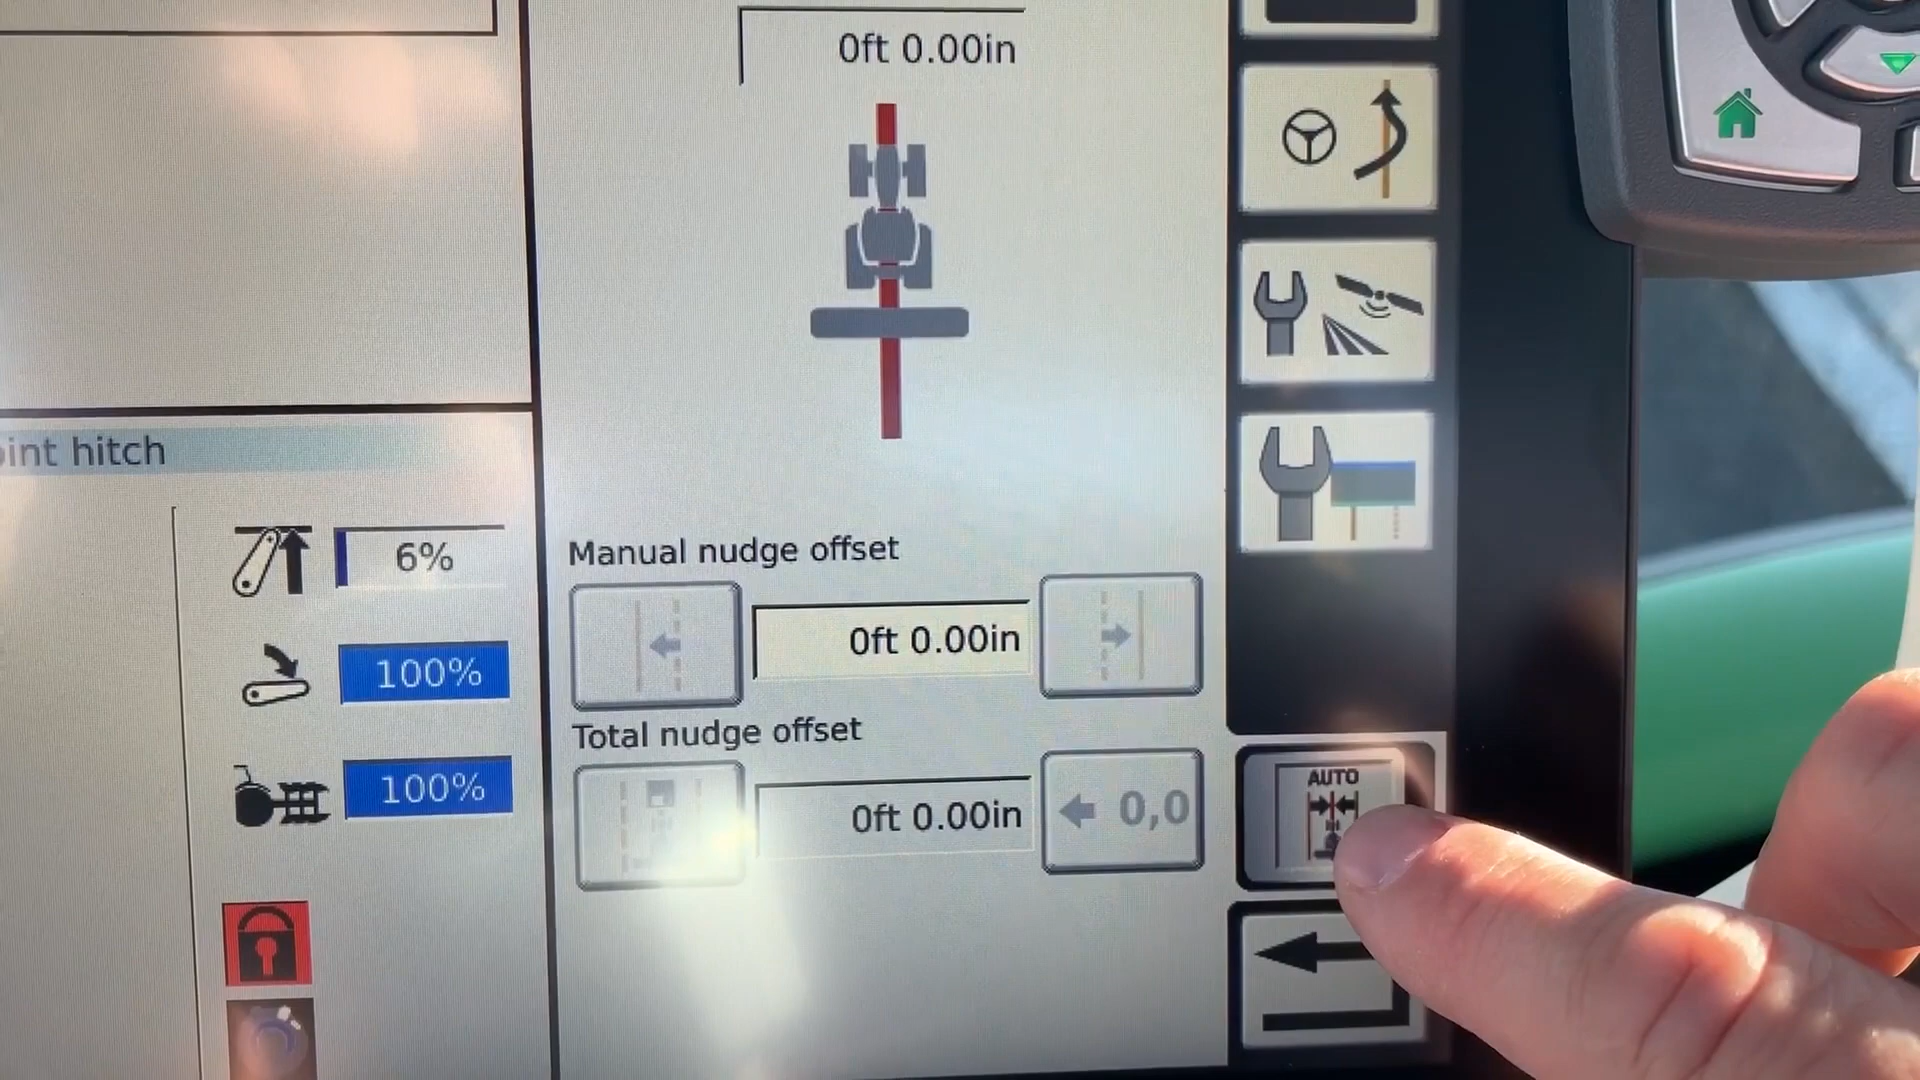 0ft 0.00in
int hitch
6%
100%
100%
Manual nudge offset
0ft 0.00in
Total nudge offset
0ft 0.00in
0,0
AUTO